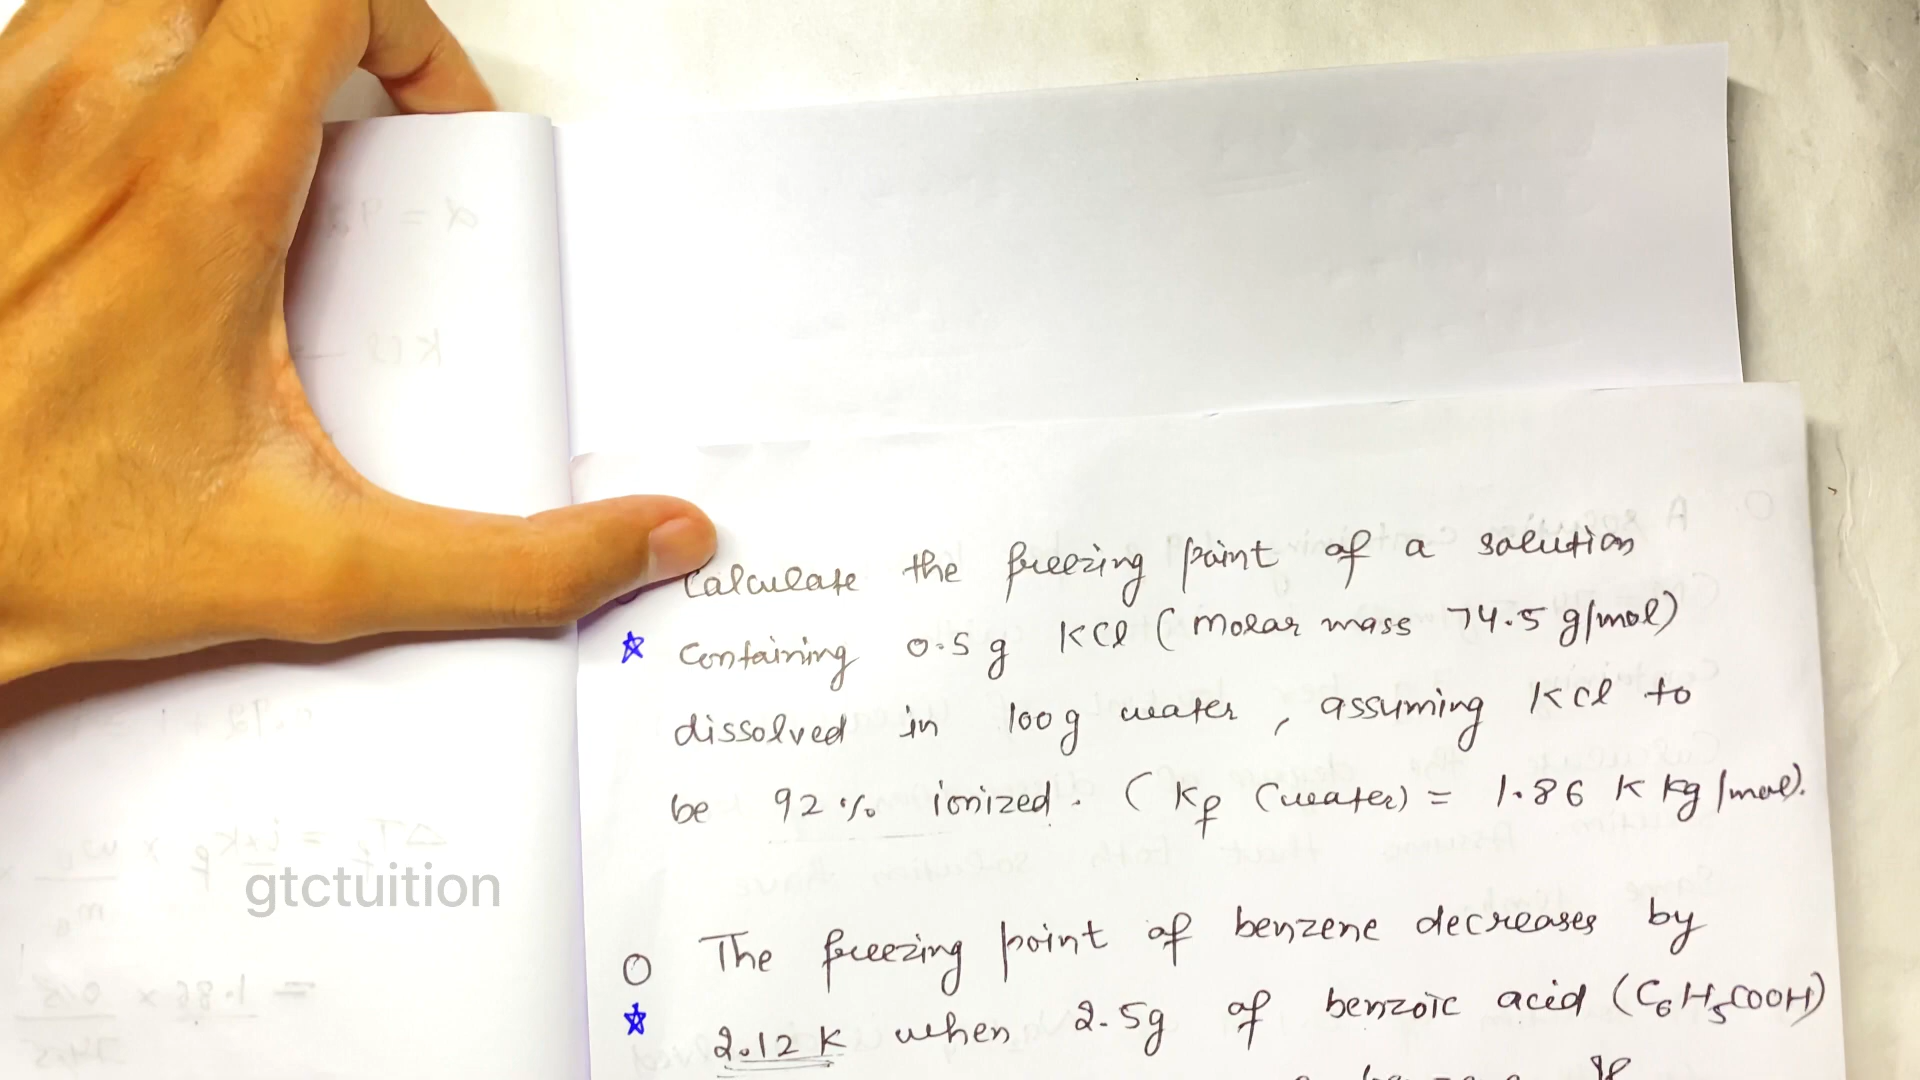 Calculate the freezing point of a solution
containing 0.5 g KCl (Molar mass 74.5 g/mol)
dissolved in 100 g water, assuming KCl to
be 92% ionized. (Kf (water) = 1.86 K kg/mol).
gtctuition
The freezing point of benzene decreases by
2.12 K when 2.5g of benzoic acid (C6H5COOH)